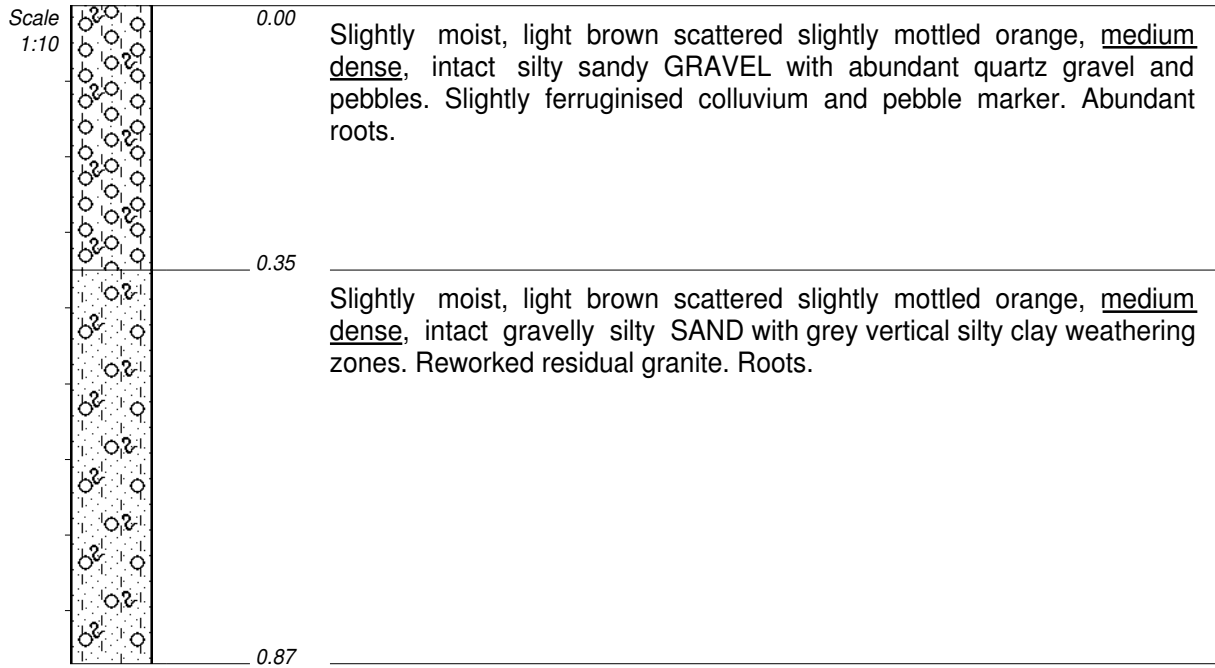 Scale
1:10
0.00
Slightly moist, light brown scattered slightly mottled orange, medium
dense, intact silty sandy GRAVEL with abundant quartz gravel and
pebbles. Slightly ferruginised colluvium and pebble marker. Abundant
roots.
0.35
Slightly moist, light brown scattered slightly mottled orange, medium
dense, intact gravelly silty SAND with grey vertical silty clay weathering
zones. Reworked residual granite. Roots.
0.87